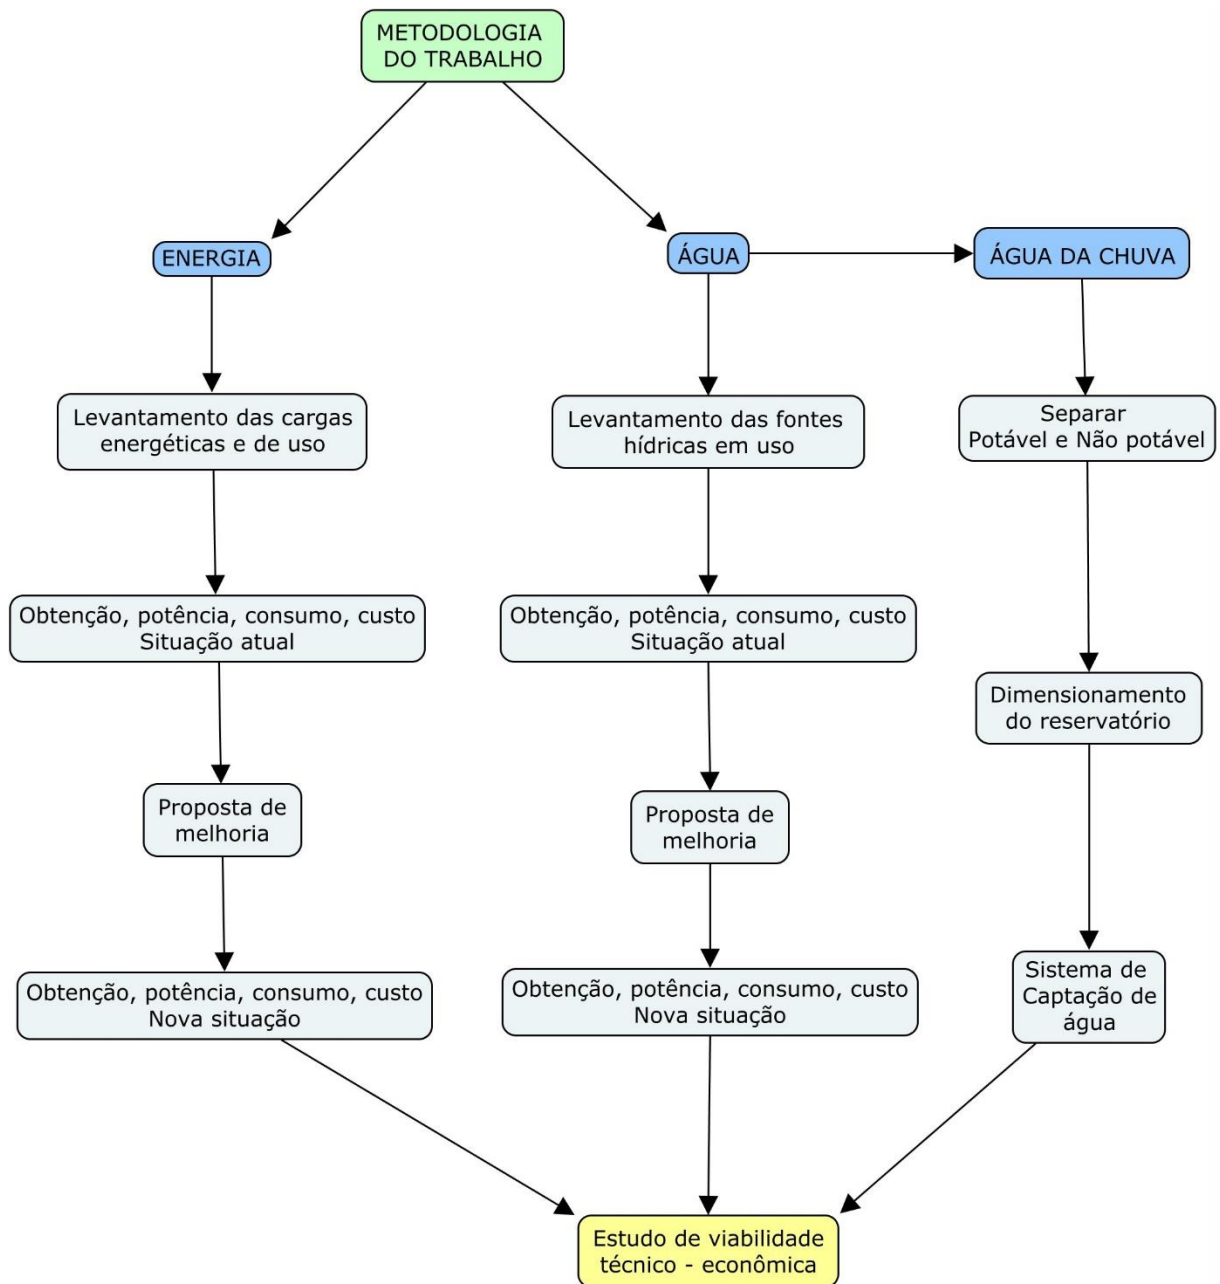 METODOLOGIA
DO TRABALHO
ENERGIA
ÁGUA
ÁGUA DA CHUVA
Levantamento das cargas
energéticas e de uso
Levantamento das fontes
hídricas em uso
Separar
Potável e Não potável
Obtenção, potência, consumo, custo
Situação atual
Obtenção, potência, consumo, custo
Situação atual
Dimensionamento
do reservatório
Proposta de
melhoria
Proposta de
melhoria
Obtenção, potência, consumo, custo
Nova situação
Obtenção, potência, consumo, custo
Nova situação
Sistema de
Captação de
água
Estudo de viabilidade
técnico - econômica